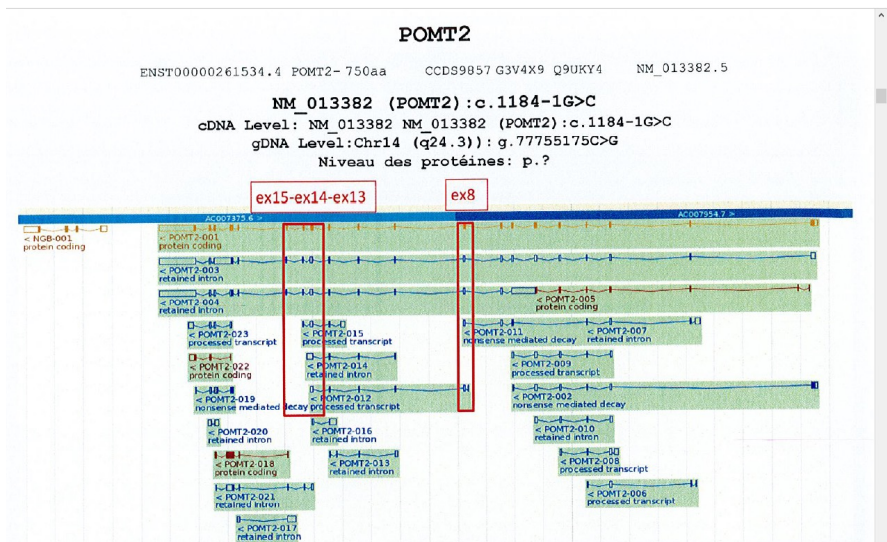 POMT2
ENST00000261534.4 POMT2- 750aa CCDS9857 G3V4X9 Q9UKY4 NM_013382.5
NM_013382 (POMT2):c.1184-1G>C
cDNA Level: NM_013382 NM_013382 (POMT2):c.1184-1G>C
gDNA Level:Chr14 (q24.3)): g.77755175C>G
Niveau des protéines: p.?
ex15-ex14-ex13 ex8
AC007375.6 > AC007954.7 >
< NGB-001
protein coding
< POMT2-001
protein coding
< POMT2-003
retained intron
< POMT2-004
retained intron
< POMT2-005
protein coding
< POMT2-023
processed transcript
< POMT2-015
processed transcript
< POMT2-011
nonsense mediated decay
< POMT2-007
retained intron
< POMT2-022
protein coding
< POMT2-014
retained intron
< POMT2-009
processed transcript
< POMT2-019
nonsense mediated decay
< POMT2-012
processed transcript
< POMT2-002
nonsense mediated decay
< POMT2-020
retained intron
< POMT2-016
retained intron
< POMT2-010
retained intron
< POMT2-018
protein coding
< POMT2-013
retained intron
< POMT2-008
processed transcript
< POMT2-021
retained intron
< POMT2-006
processed transcript
< POMT2-017
retained intron